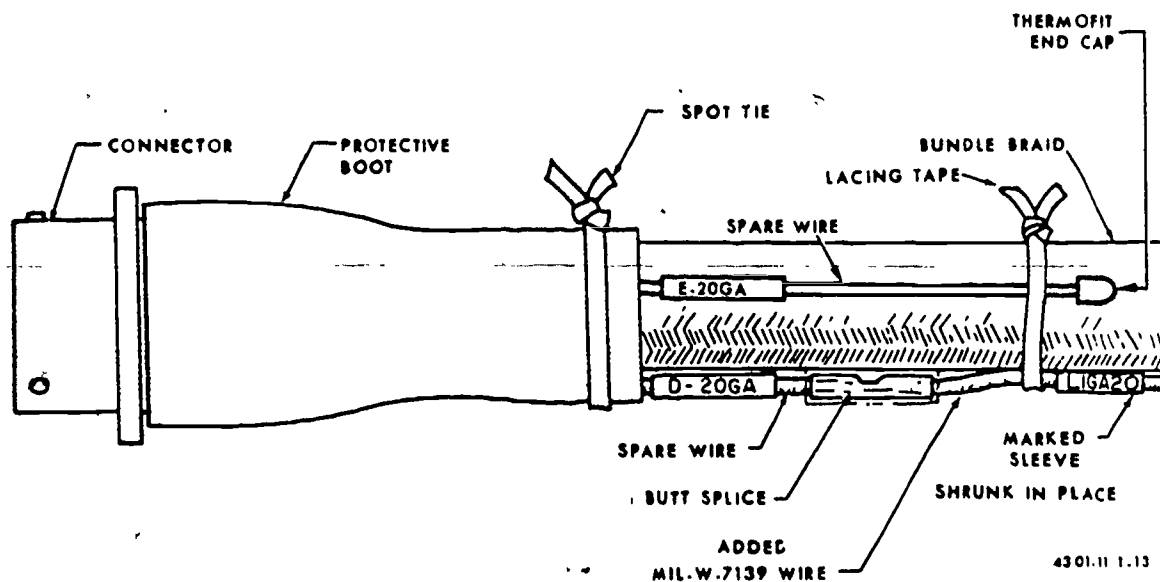 THERMOFIT
END CAP
SPOT TIE
CONNECTOR
PROTECTIVE
BOOT
BUNDLE BRAID
LACING TAPE
SPARE WIRE
E-20GA
D-20GA
L1GA20
SPARE WIRE
MARKED
SLEEVE
BUTT SPLICE
SHRUNK IN PLACE
ADDED
MIL-W-7139 WIRE
4301-11 1-13